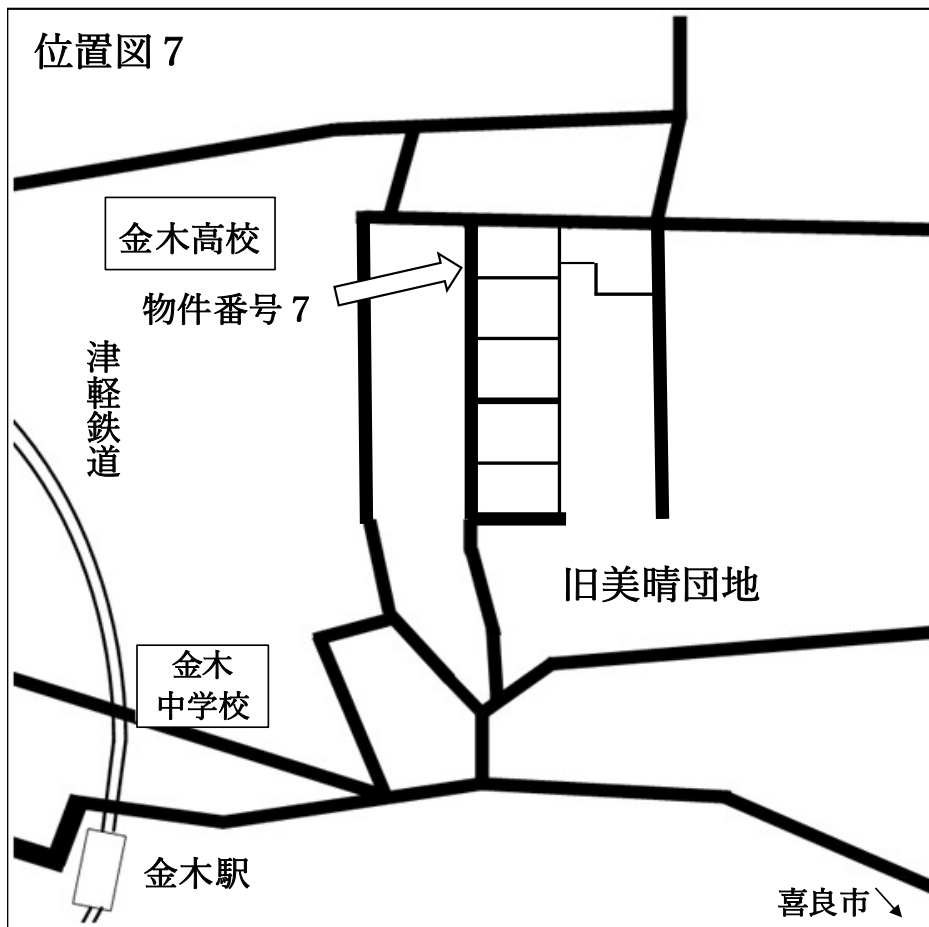 位置図7
金木高校
物件番号7
津軽鉄道
旧美晴団地
金木
中学校
金木駅
喜良市